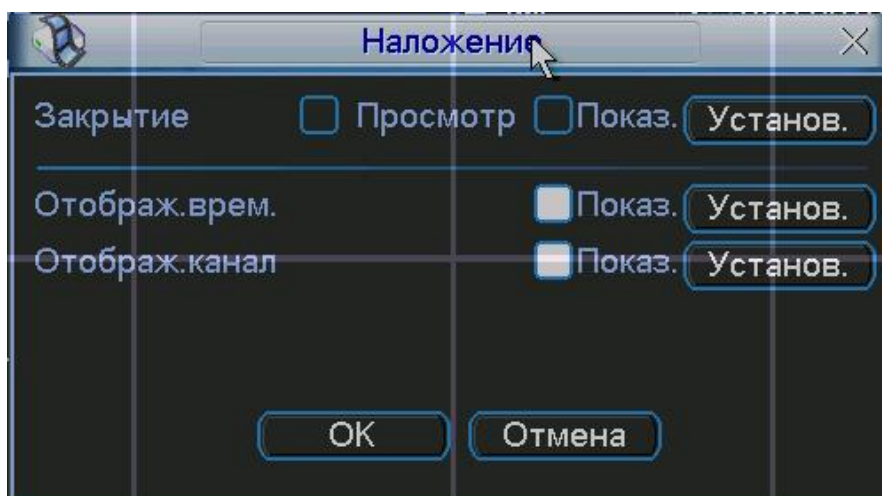 Наложение
Закрытие Просмотр Показ. Установ.
Отображ.врем. Показ. Установ.
Отображ.канал Показ. Установ.
OK Отмена